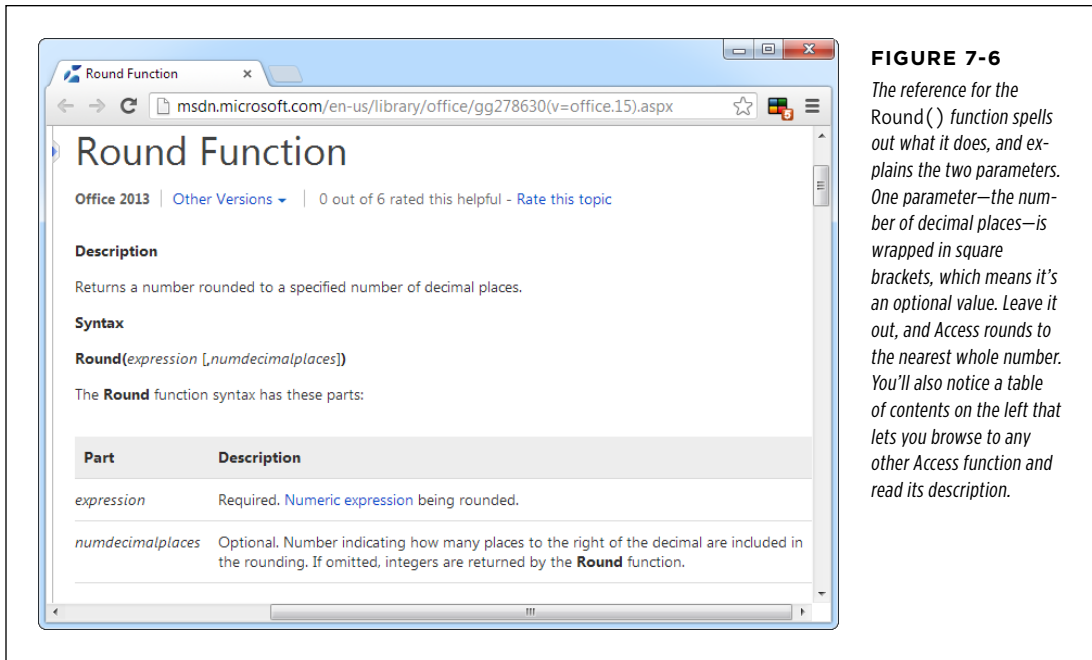 Round Function
msdn.microsoft.com/en-us/library/office/gg278630(v=office.15).aspx
5
Round Function
Office 2013 | Other Versions | 0 out of 6 rated this helpful - Rate this topic
Description
Returns a number rounded to a specified number of decimal places.
Syntax
Round(expression [,numdecimalplaces])
The Round function syntax has these parts:
Part Description
expression Required. Numeric expression being rounded.
numdecimalplaces Optional. Number indicating how many places to the right of the decimal are included in
the rounding. If omitted, integers are returned by the Round function.
FIGURE 7-6
The reference for the
Round() function spells
out what it does, and ex-
plains the two parameters.
One parameter—the num-
ber of decimal places—is
wrapped in square
brackets, which means it's
an optional value. Leave it
out, and Access rounds to
the nearest whole number.
You'll also notice a table
of contents on the left that
lets you browse to any
other Access function and
read its description.